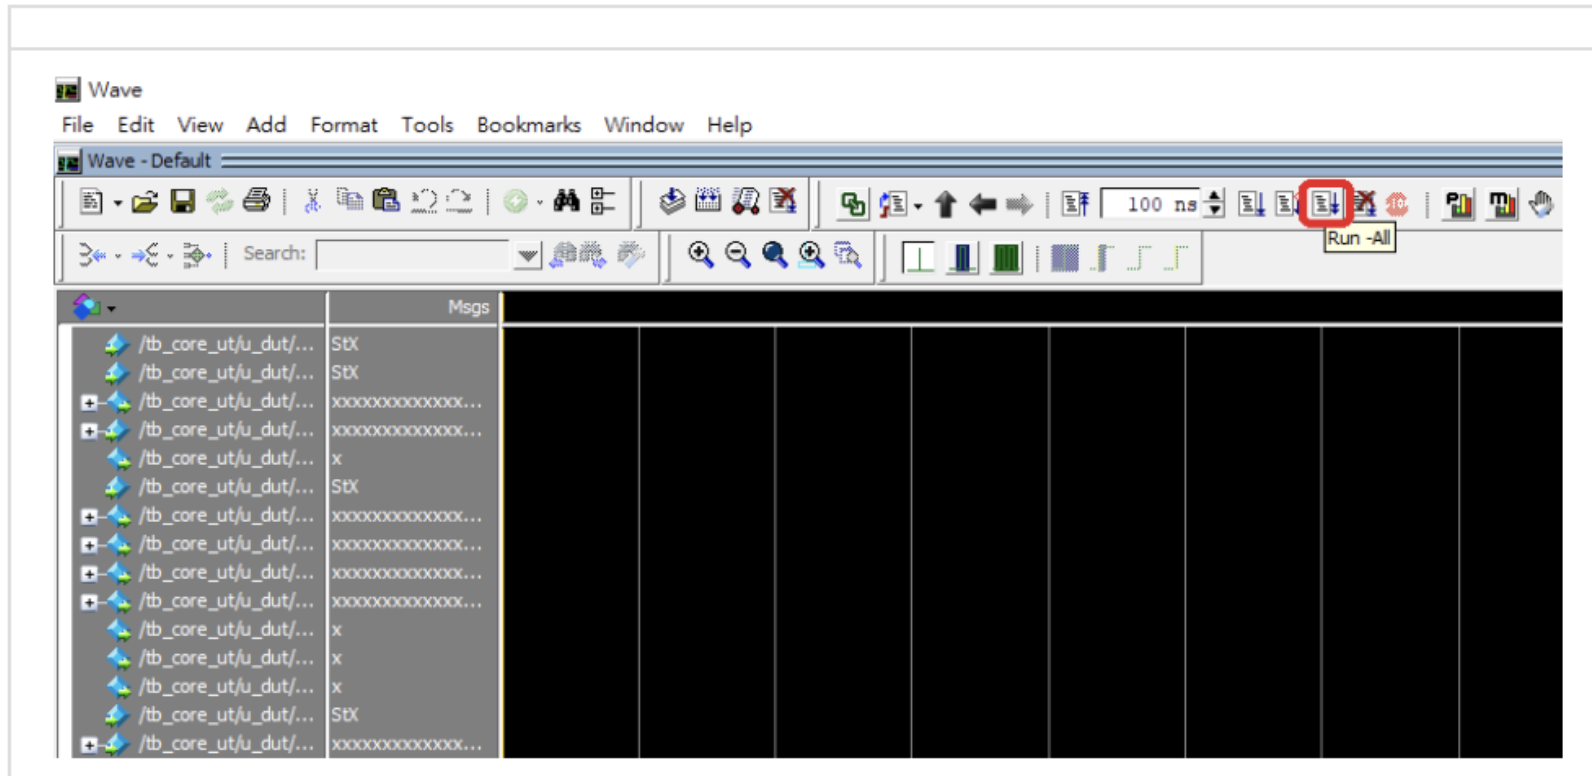 Wave
File Edit View Add Format Tools Bookmarks Window Help
Wave - Default
100 ns
Run -All
Search:
Msgs
/tb_core_ut/u_dut/... StX
/tb_core_ut/u_dut/... StX
/tb_core_ut/u_dut/... xxxxxxxxxxxxx...
/tb_core_ut/u_dut/... xxxxxxxxxxxxx...
/tb_core_ut/u_dut/... x
/tb_core_ut/u_dut/... StX
/tb_core_ut/u_dut/... xxxxxxxxxxxxx...
/tb_core_ut/u_dut/... xxxxxxxxxxxxx...
/tb_core_ut/u_dut/... xxxxxxxxxxxxx...
/tb_core_ut/u_dut/... xxxxxxxxxxxxx...
/tb_core_ut/u_dut/... x
/tb_core_ut/u_dut/... x
/tb_core_ut/u_dut/... x
/tb_core_ut/u_dut/... StX
/tb_core_ut/u_dut/... xxxxxxxxxxxxx...